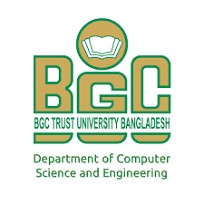 BGC
BGC TRUST UNIVERSITY BANGLADESH
Department of Computer
Science and Engineering